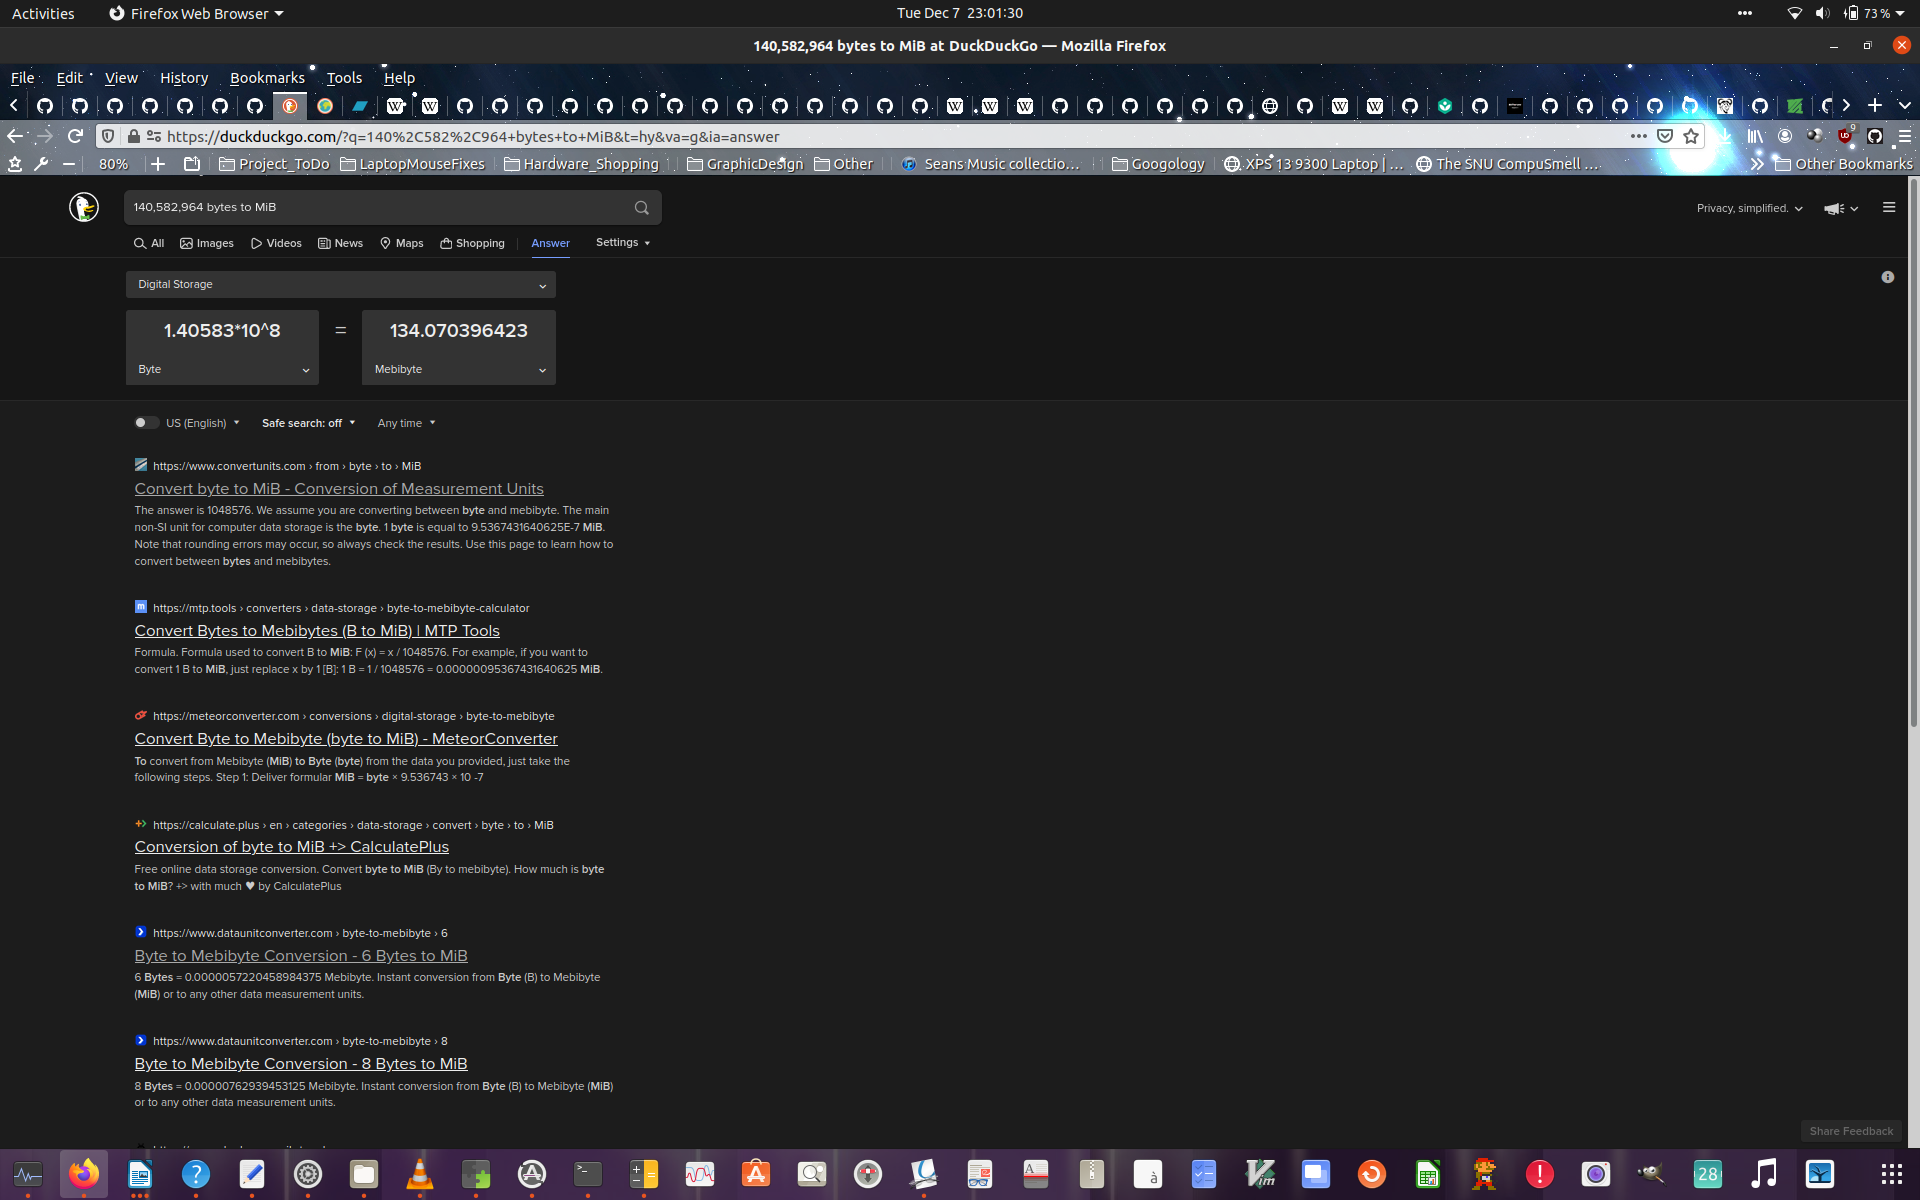 Activities
Firefox Web Browser
Tue Dec 7 23:01:30
73 %
140,582,964 bytes to MiB at DuckDuckGo — Mozilla Firefox
File Edit View History Bookmarks Tools Help
https://duckduckgo.com/?q=140%2C582%2C964+bytes+to+MiB&t=hy&va=g&ia=answer
80% Project_ToDo LaptopMouseFixes Hardware_Shopping GraphicDesign Other Seans Music collectio... Googology XPS 13 9300 Laptop | ... The SNU CompuSmell ... Other Bookmarks
140,582,964 bytes to MiB
Privacy, simplified.
All Images Videos News Maps Shopping Answer Settings
Digital Storage
1.40583*10^8 = 134.070396423
Byte Mebibyte
US (English) Safe search: off Any time
https://www.convertunits.com › from › byte › to › MiB
Convert byte to MiB - Conversion of Measurement Units
The answer is 1048576. We assume you are converting between byte and mebibyte. The main
non-SI unit for computer data storage is the byte. 1 byte is equal to 9.5367431640625E-7 MiB.
Note that rounding errors may occur, so always check the results. Use this page to learn how to
convert between bytes and mebibytes.
https://mtp.tools › converters › data-storage › byte-to-mebibyte-calculator
Convert Bytes to Mebibytes (B to MiB) | MTP Tools
Formula. Formula used to convert B to MiB: F (x) = x / 1048576. For example, if you want to
convert 1 B to MiB, just replace x by 1 [B]: 1 B = 1 / 1048576 = 0.00000095367431640625 MiB.
https://meteorconverter.com › conversions › digital-storage › byte-to-mebibyte
Convert Byte to Mebibyte (byte to MiB) - MeteorConverter
To convert from Mebibyte (MiB) to Byte (byte) from the data you provided, just take the
following steps. Step 1: Deliver formular MiB = byte × 9.536743 × 10 -7
https://calculate.plus › en › categories › data-storage › convert › byte › to › MiB
Conversion of byte to MiB +> CalculatePlus
Free online data storage conversion. Convert byte to MiB (By to mebibyte). How much is byte
to MiB? +> with much ♥ by CalculatePlus
https://www.dataunitconverter.com › byte-to-mebibyte › 6
Byte to Mebibyte Conversion - 6 Bytes to MiB
6 Bytes = 0.0000057220458984375 Mebibyte. Instant conversion from Byte (B) to Mebibyte
(MiB) or to any other data measurement units.
https://www.dataunitconverter.com › byte-to-mebibyte › 8
Byte to Mebibyte Conversion - 8 Bytes to MiB
8 Bytes = 0.00000762939453125 Mebibyte. Instant conversion from Byte (B) to Mebibyte (MiB)
or to any other data measurement units.
Share Feedback
28